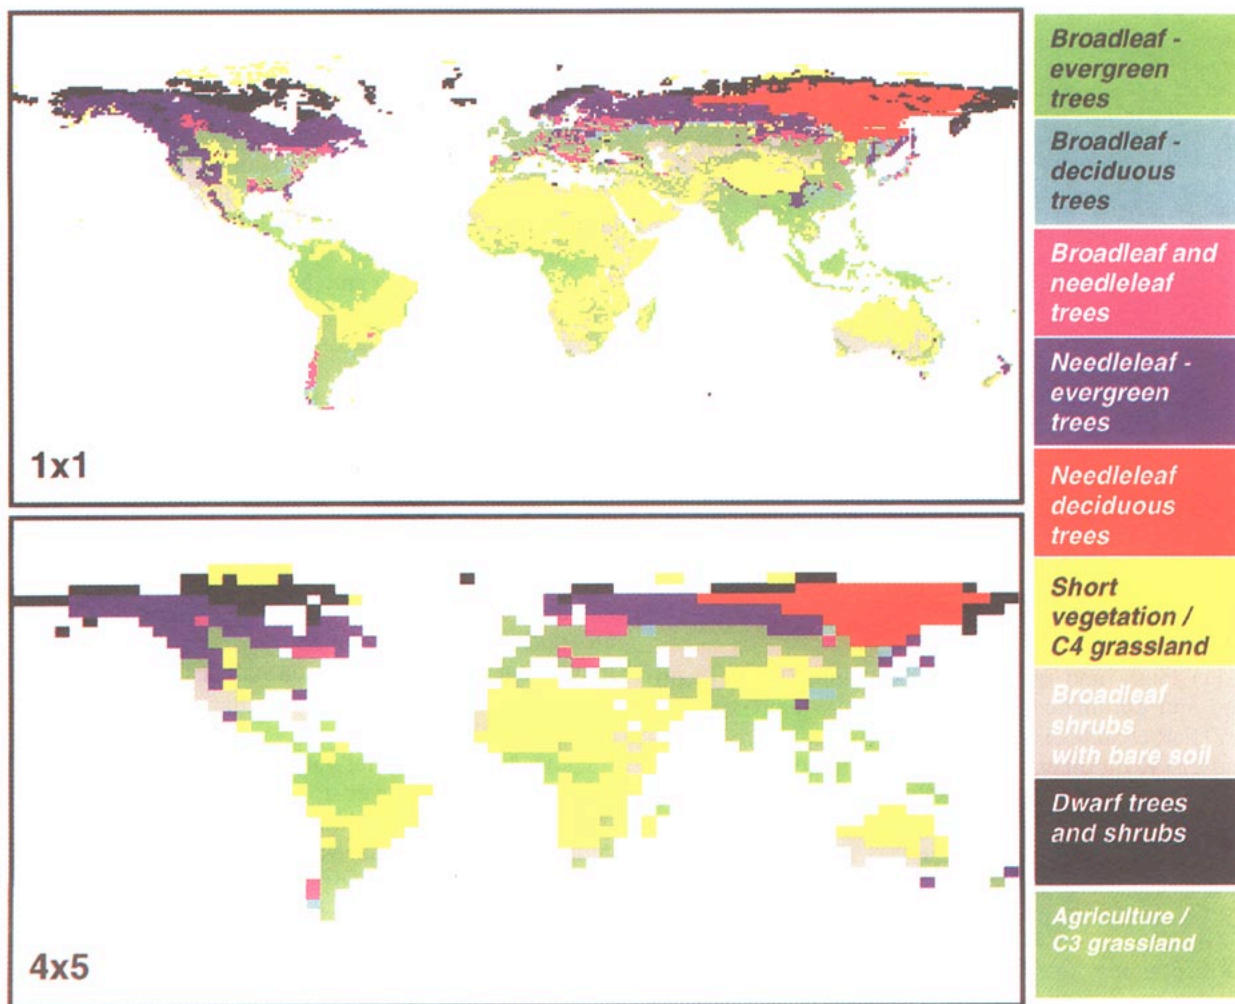 1x1
4x5
Broadleaf -
evergreen
trees
Broadleaf -
deciduous
trees
Broadleaf and
needleleaf
trees
Needleleaf -
evergreen
trees
Needleleaf
deciduous
trees
Short
vegetation /
C4 grassland
Broadleaf
shrubs
with bare soil
Dwarf trees
and shrubs
Agriculture /
C3 grassland